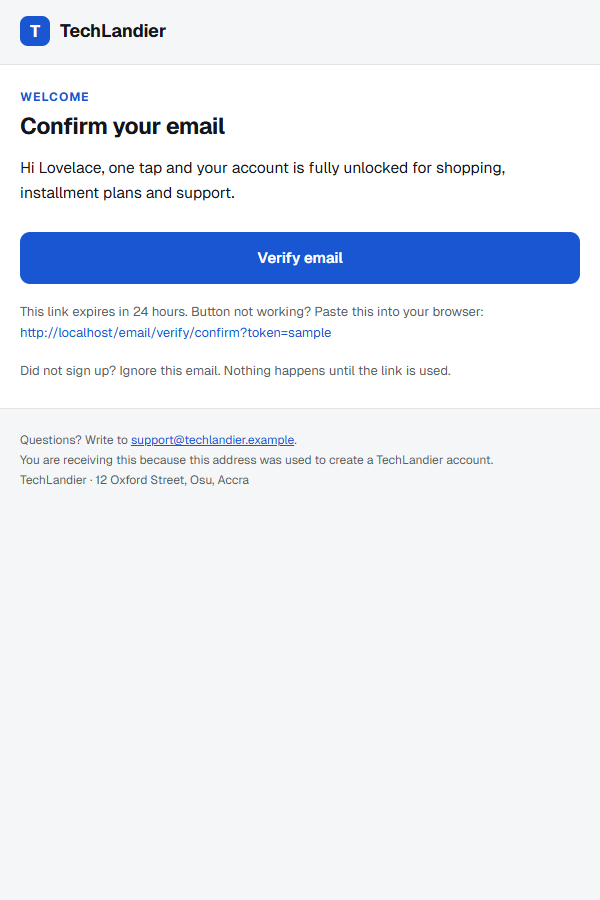 T TechLandier
WELCOME
Confirm your email
Hi Lovelace, one tap and your account is fully unlocked for shopping,
installment plans and support.
Verify email
This link expires in 24 hours. Button not working? Paste this into your browser:
http://localhost/email/verify/confirm?token=sample
Did not sign up? Ignore this email. Nothing happens until the link is used.
Questions? Write to support@techlandier.example.
You are receiving this because this address was used to create a TechLandier account.
TechLandier · 12 Oxford Street, Osu, Accra